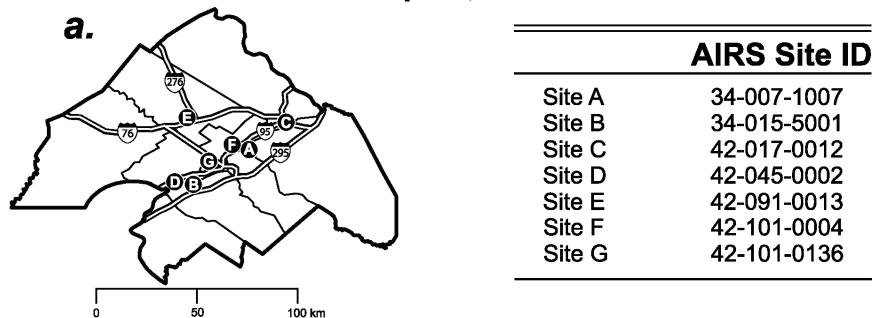 a.
276
76
E
C
95
F
A
G
295
D
B
0 50 100 km
AIRS Site ID
Site A 34-007-1007
Site B 34-015-5001
Site C 42-017-0012
Site D 42-045-0002
Site E 42-091-0013
Site F 42-101-0004
Site G 42-101-0136